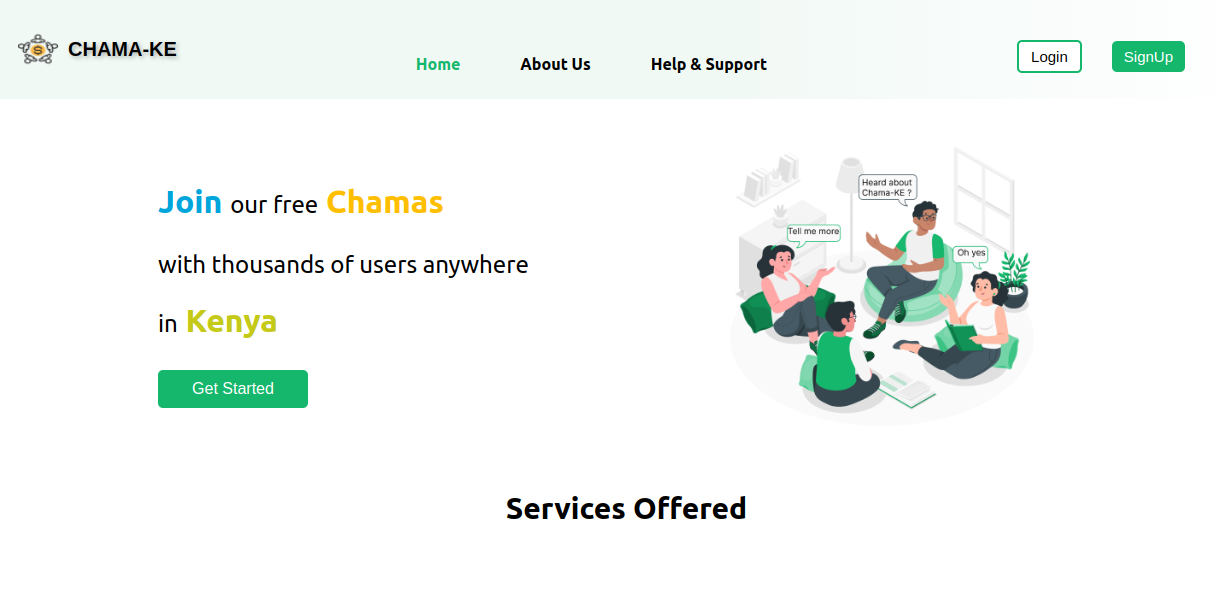 CHAMA-KE
Home About Us Help & Support
Login SignUp
Join our free Chamas
with thousands of users anywhere
in Kenya
Get Started
Heard about
Chama-KE ?
Tell me more
Oh yes
Services Offered